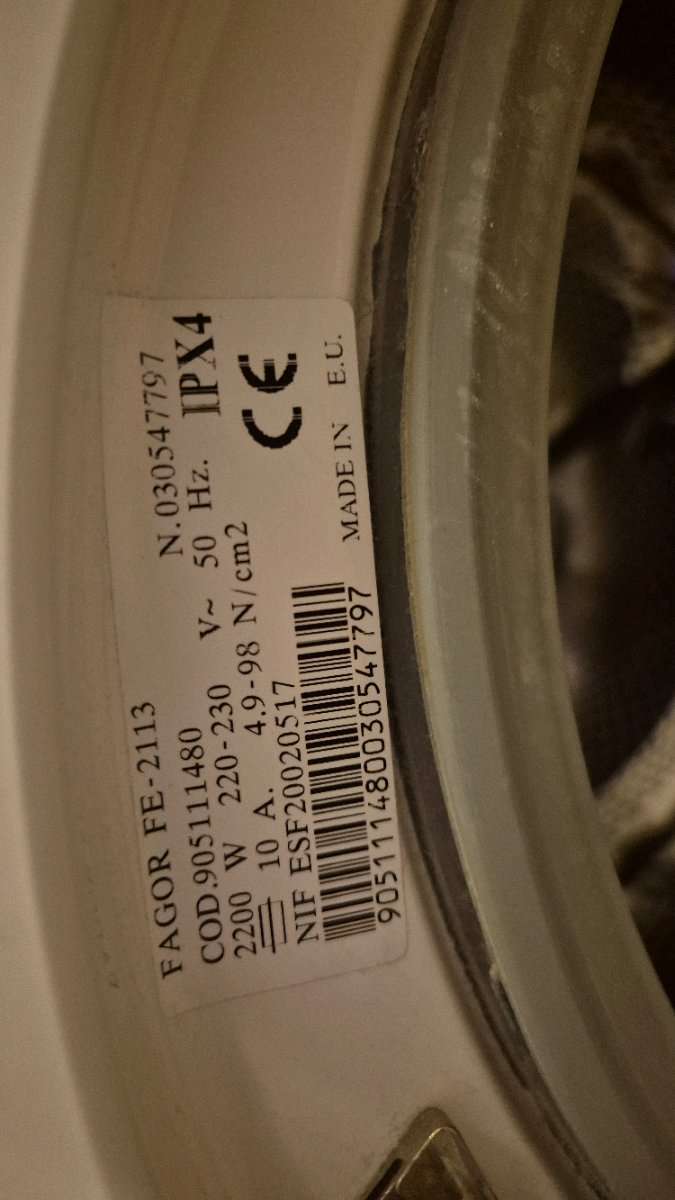 FAGOR FE-2113
COD.905111480 N.030547797
2200 W 220-230 V~ 50 Hz. IPX4
10 A. 4,9-98 N/cm2
NIF ESF20020517 CE
905111480030547797 MADE IN E.U.